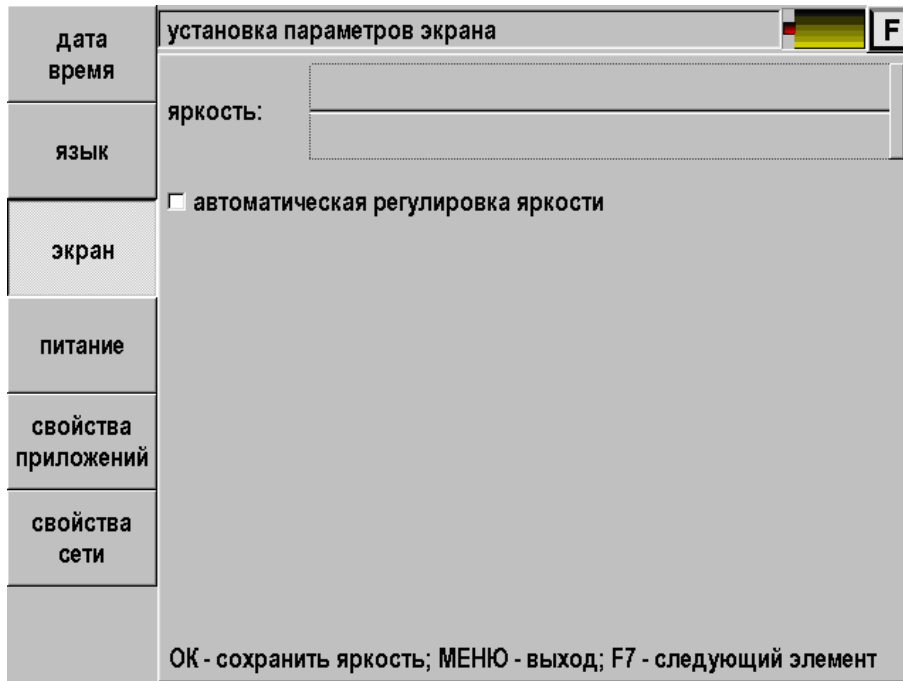 дата
время
язык
экран
питание
свойства
приложений
свойства
сети
установка параметров экрана
F
яркость:
автоматическая регулировка яркости
ОК - сохранить яркость; МЕНЮ - выход; F7 - следующий элемент